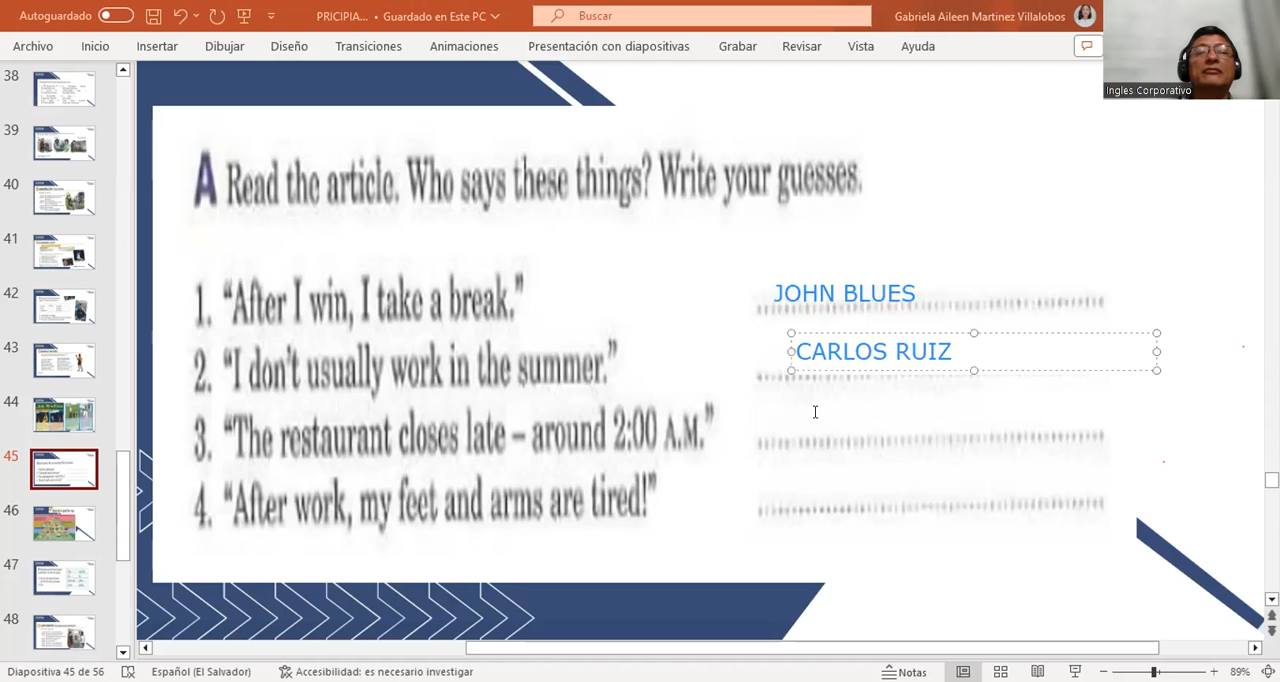 Autoguardado
PRICIPIA... • Guardado en Este PC
Buscar
Gabriela Aileen Martinez Villalobos
Archivo Inicio Insertar Dibujar Diseño Transiciones Animaciones Presentación con diapositivas Grabar Revisar Vista Ayuda
Ingles Corporativo
38
39
40
41
42
43
44
45
46
47
48
A Read the article. Who says these things? Write your guesses.
1. “After I win, I take a break.”
JOHN BLUES
2. “I don't usually work in the summer.”
CARLOS RUIZ
3. “The restaurant closes late – around 2:00 A.M.”
4. “After work, my feet and arms are tired!”
Diapositiva 45 de 56 Español (El Salvador) Accesibilidad: es necesario investigar Notas 89%